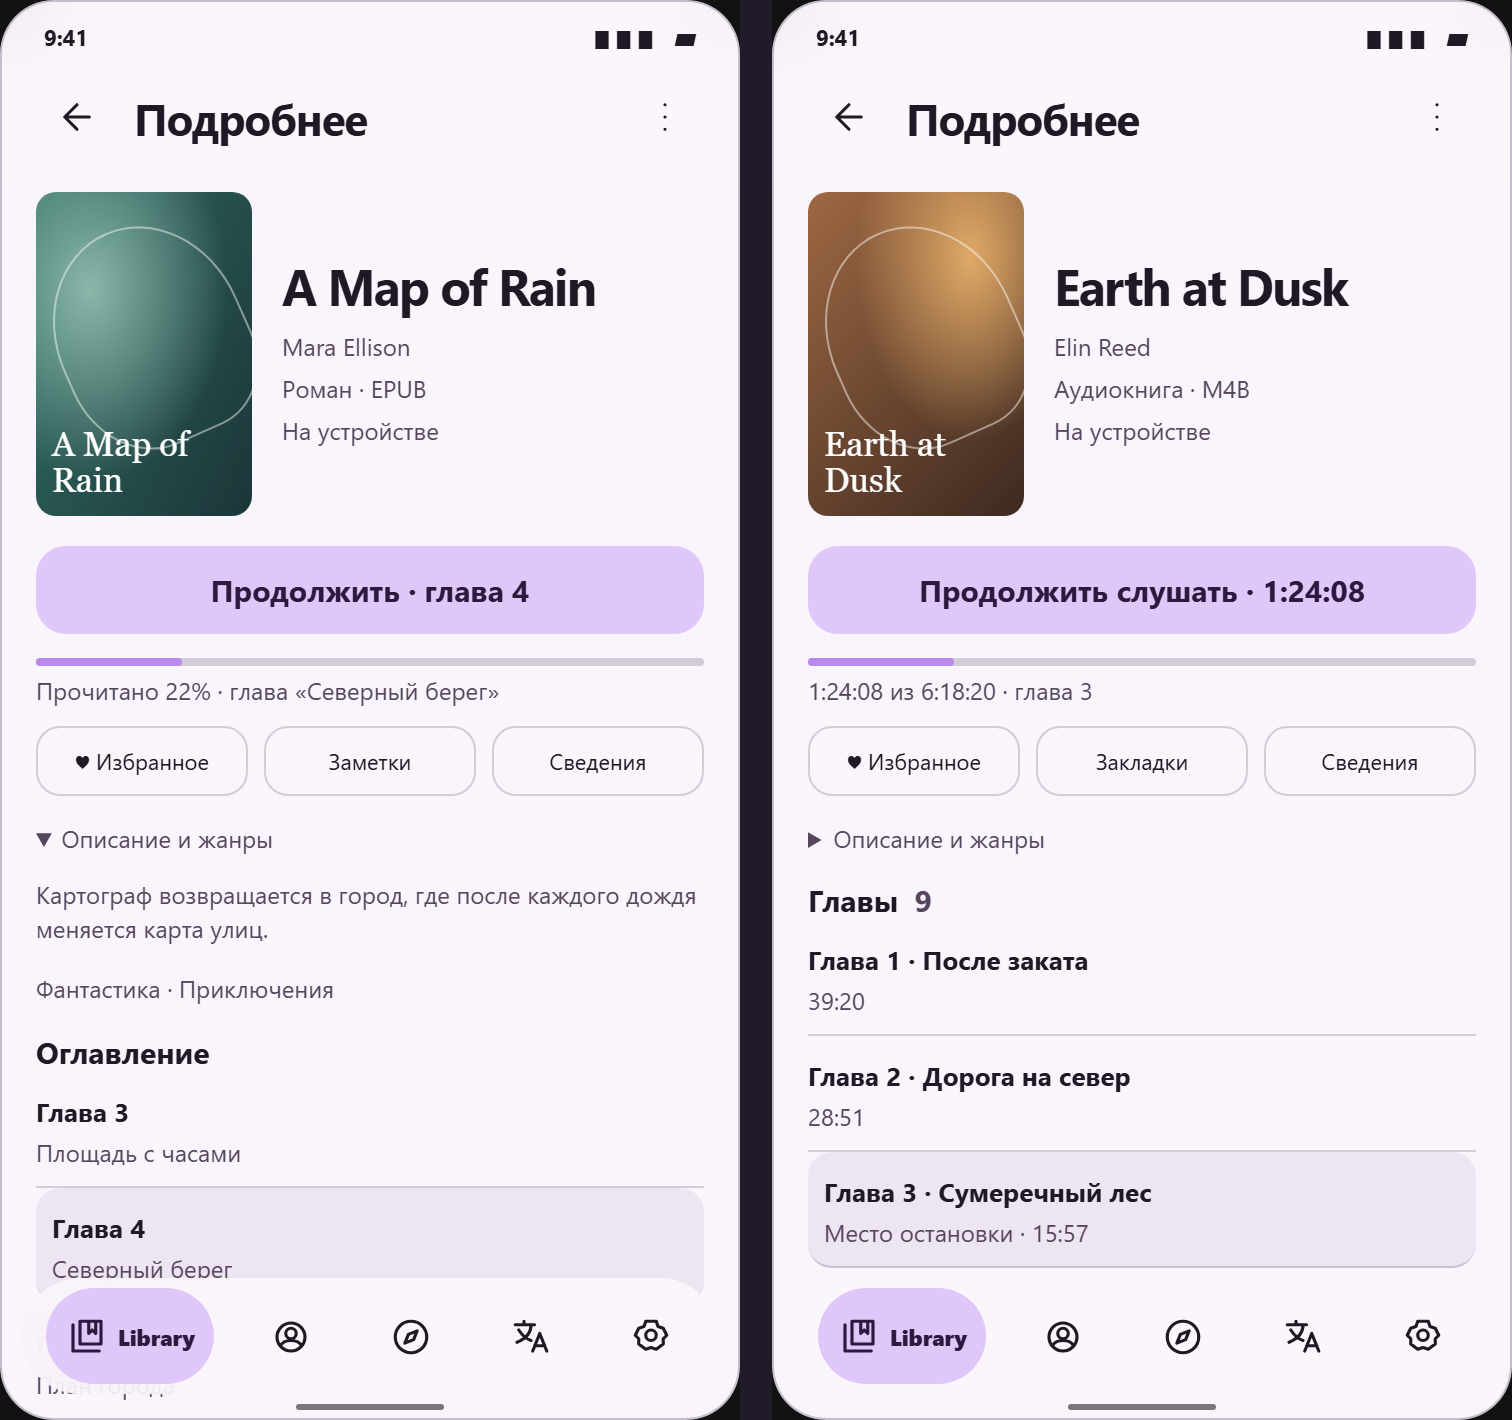 9:41
Подробнее
A Map of
Rain
A Map of Rain
Mara Ellison
Роман · EPUB
На устройстве
Продолжить · глава 4
Прочитано 22% · глава «Северный берег»
Избранное
Заметки
Сведения
Описание и жанры
Картограф возвращается в город, где после каждого дождя
меняется карта улиц.
Фантастика · Приключения
Оглавление
Глава 3
Площадь с часами
Глава 4
Северный берег
План города
Library
9:41
Подробнее
Earth at
Dusk
Earth at Dusk
Elin Reed
Аудиокнига · M4B
На устройстве
Продолжить слушать · 1:24:08
1:24:08 из 6:18:20 · глава 3
Избранное
Закладки
Сведения
Описание и жанры
Главы 9
Глава 1 · После заката
39:20
Глава 2 · Дорога на север
28:51
Глава 3 · Сумеречный лес
Место остановки · 15:57
Library